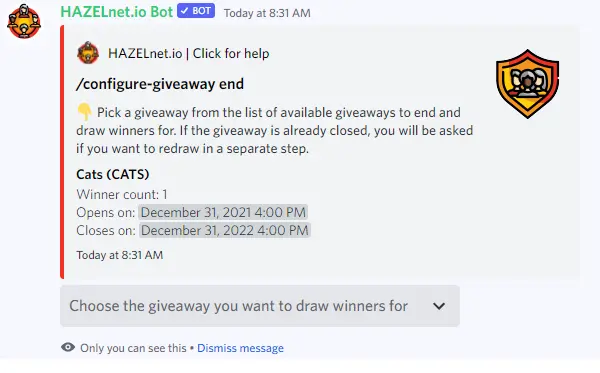 HAZELnet.io Bot ✓ BOT Today at 8:31 AM
HAZELnet.io | Click for help
/configure-giveaway end
👇 Pick a giveaway from the list of available giveaways to end and
draw winners for. If the giveaway is already closed, you will be asked
if you want to redraw in a separate step.
Cats (CATS)
Winner count: 1
Opens on: December 31, 2021 4:00 PM
Closes on: December 31, 2022 4:00 PM
Today at 8:31 AM
Choose the giveaway you want to draw winners for
Only you can see this • Dismiss message